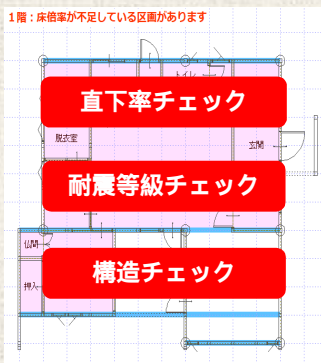 1階：床倍率が不足している区画があります
トイレ
直下率チェック
脱衣室
玄関
耐震等級チェック
仏間
構造チェック
押入